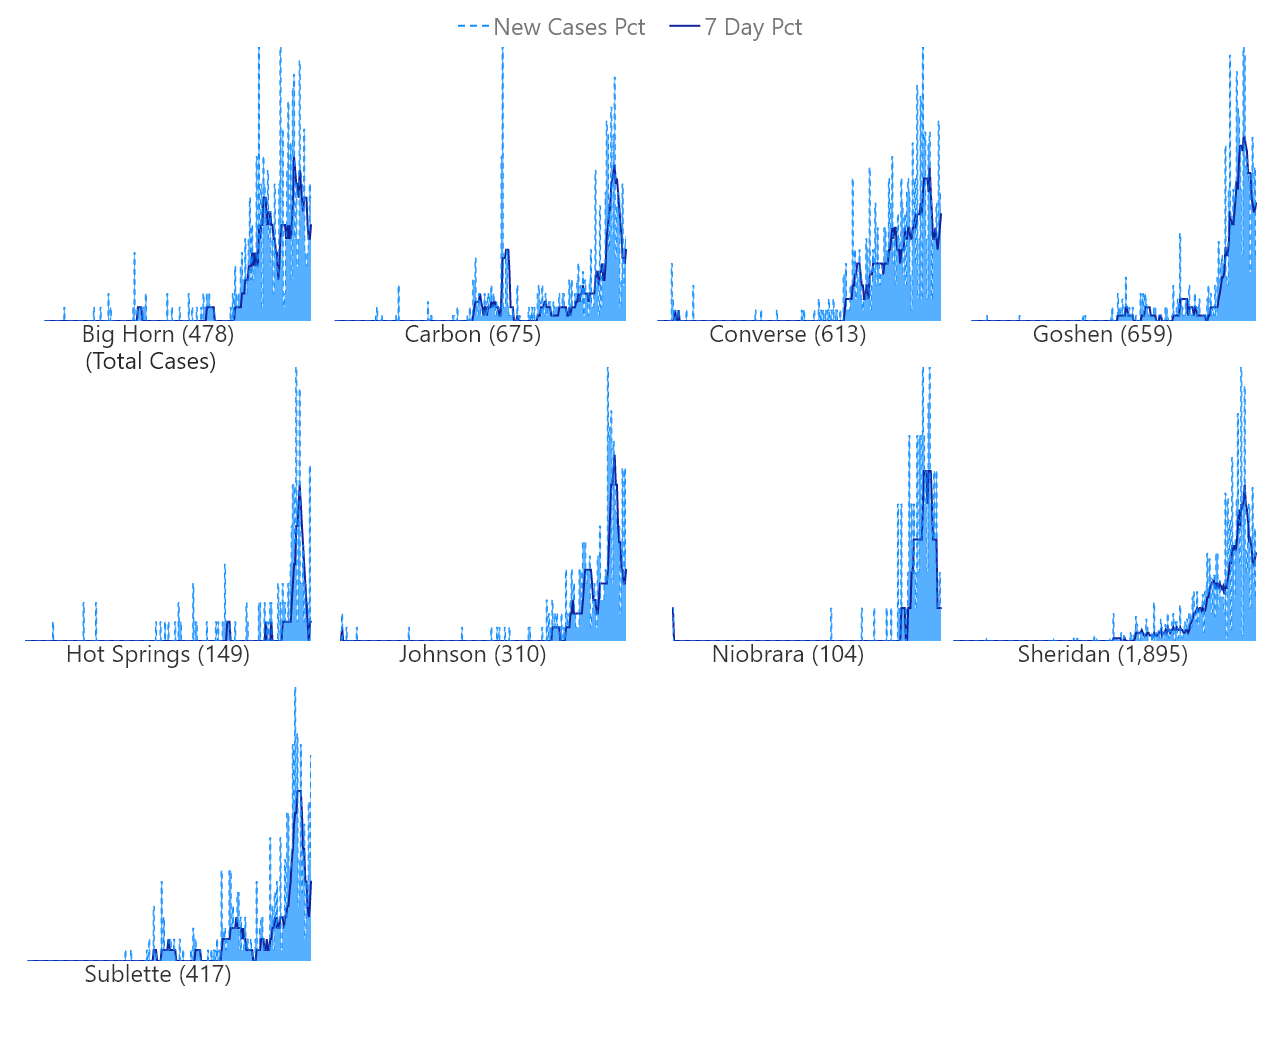 New Cases Pct 7 Day Pct
Big Horn (478) Carbon (675) Converse (613) Goshen (659)
(Total Cases)
Hot Springs (149) Johnson (310) Niobrara (104) Sheridan (1,895)
Sublette (417)